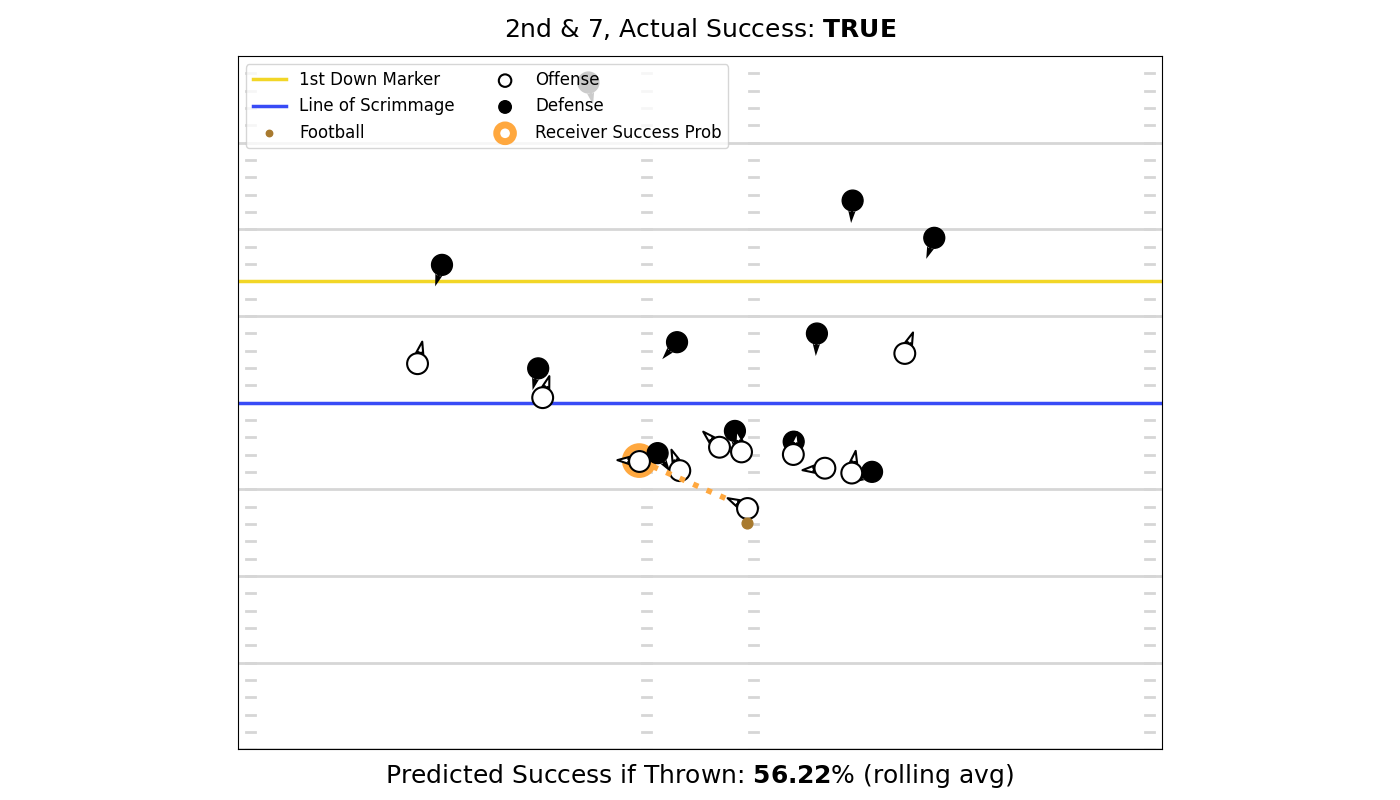 2nd & 7, Actual Success: TRUE
1st Down Marker
Line of Scrimmage
Football
Offense
Defense
Receiver Success Prob
Predicted Success if Thrown: 56.22% (rolling avg)